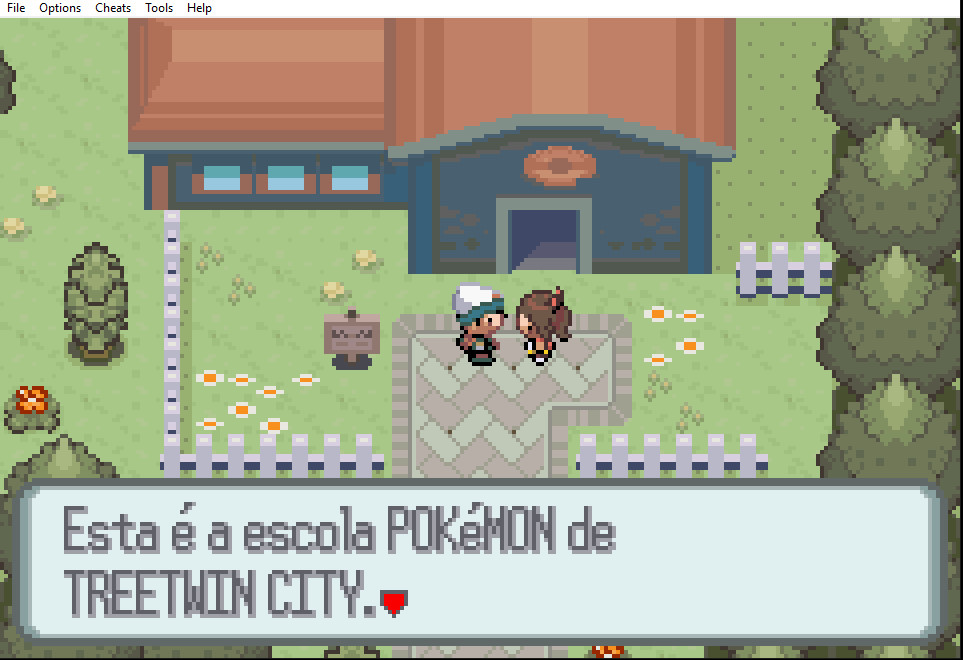 File Options Cheats Tools Help
Esta é a escola POKéMON de
TREETWIN CITY.